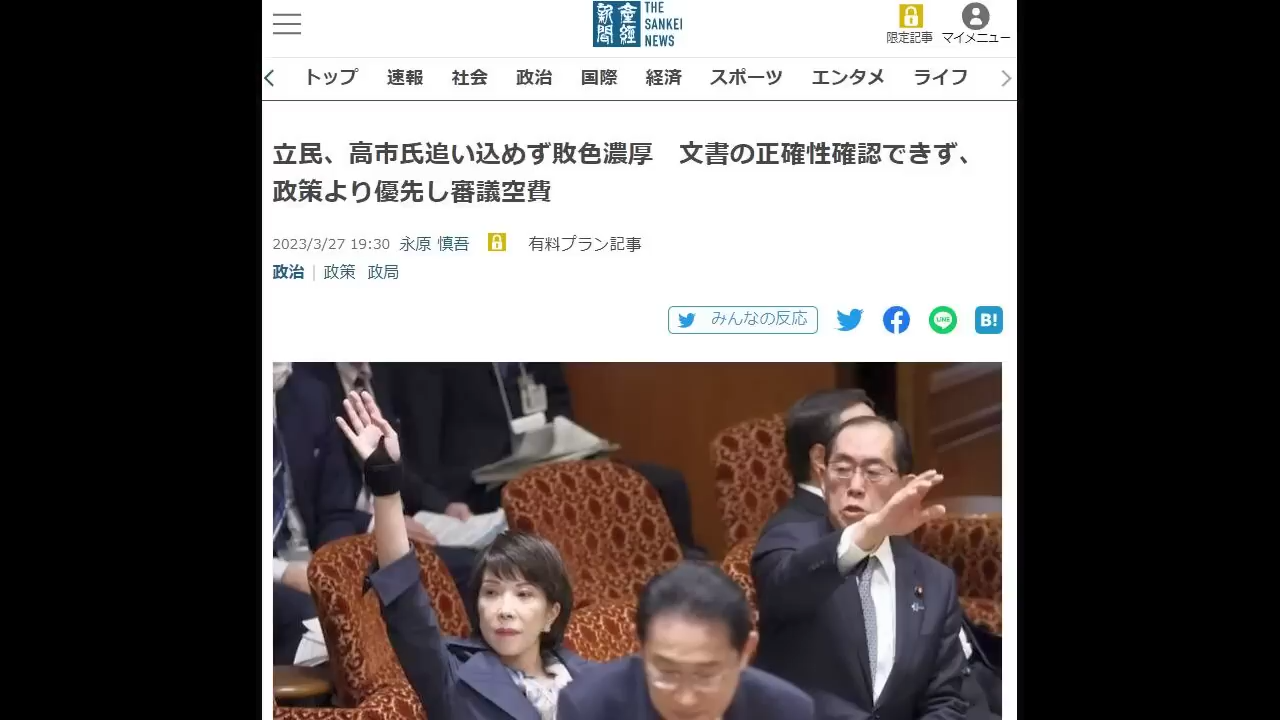 産經新聞
THE
SANKEI
NEWS
限定記事
マイメニュー
トップ 速報 社会 政治 国際 経済 スポーツ エンタメ ライフ
立民、高市氏追い込めず敗色濃厚　文書の正確性確認できず、
政策より優先し審議空費
2023/3/27 19:30 永原 慎吾 有料プラン記事
政治 | 政策 政局
みんなの反応
LINE
B!